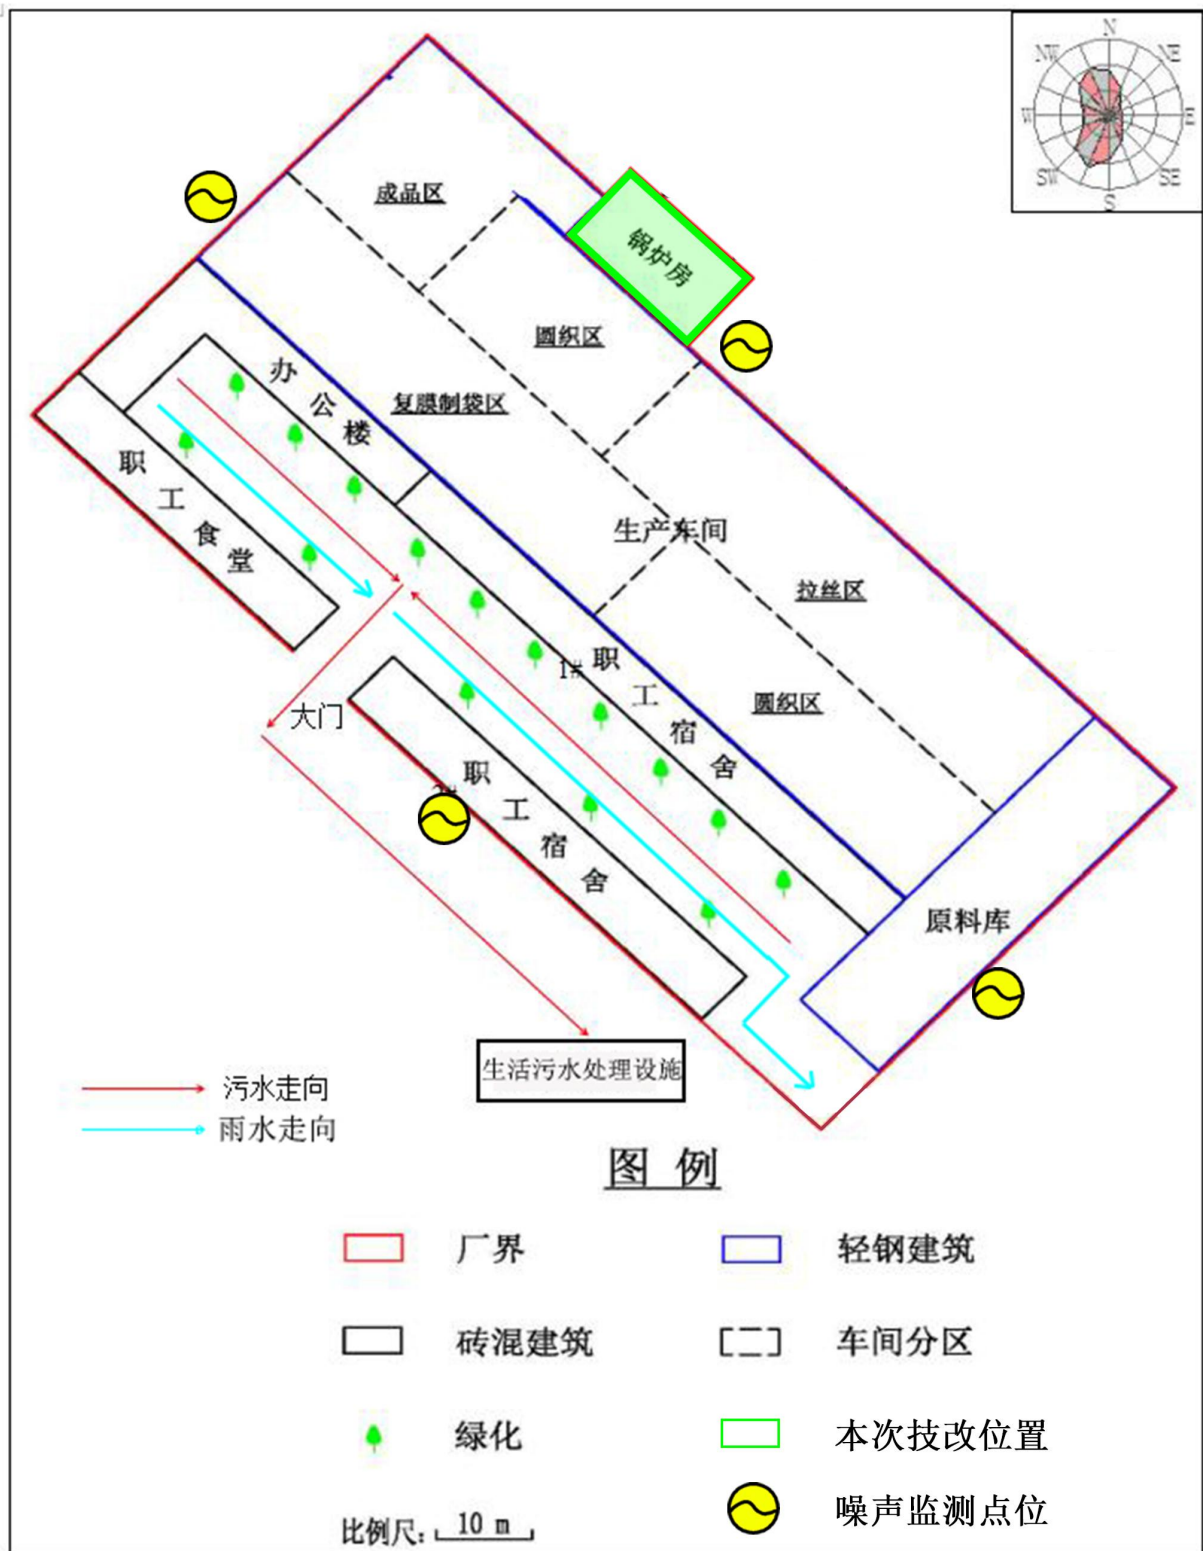 N
NW
NE
W
E
SW
SE
S
成品区
锅炉房
圆织区
办公楼
复膜制袋区
职工食堂
生产车间
拉丝区
1#
职工宿舍
圆织区
大门
职工宿舍
原料库
生活污水处理设施
污水走向
雨水走向
图 例
厂界
轻钢建筑
砖混建筑
车间分区
绿化
本次技改位置
噪声监测点位
比例尺: 10 m